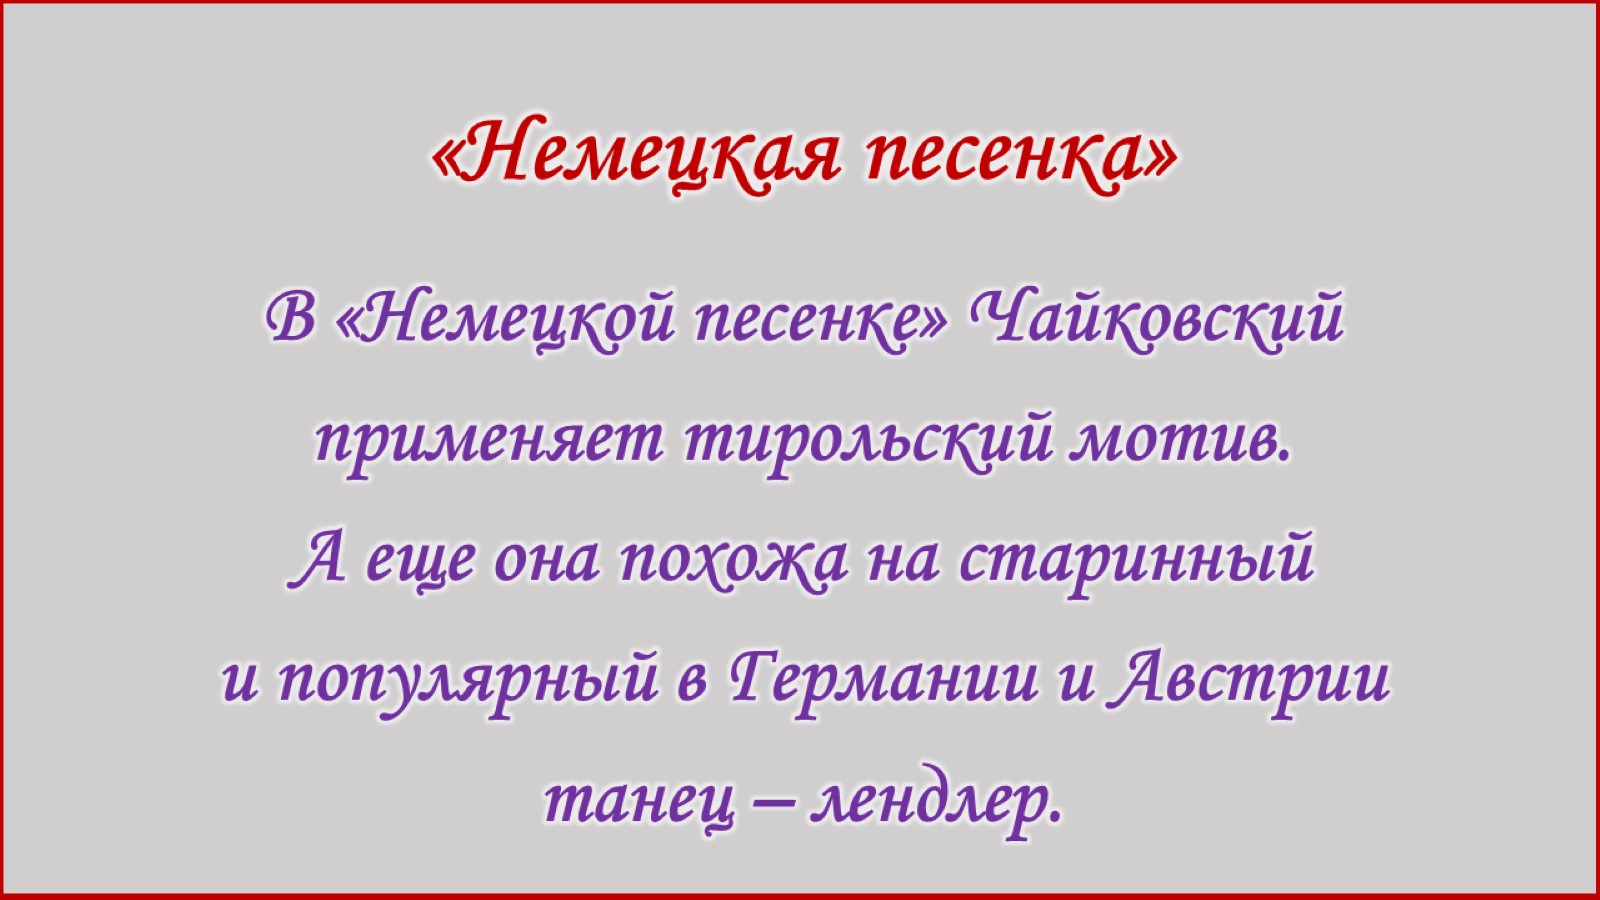 «Немецкая песенка»
В «Немецкой песенке» Чайковский
применяет тирольский мотив.
А еще она похожа на старинный
и популярный в Германии и Австрии
танец – лендлер.